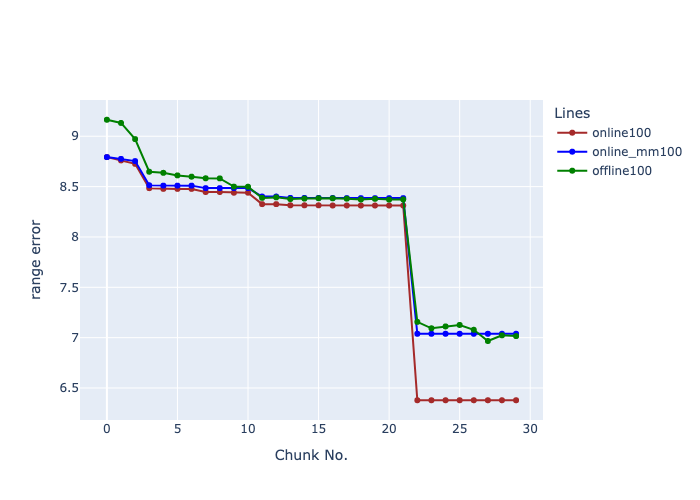 Lines
online100
online_mm100
offline100
9
8.5
8
7.5
7
6.5
range error
0 5 10 15 20 25 30
Chunk No.